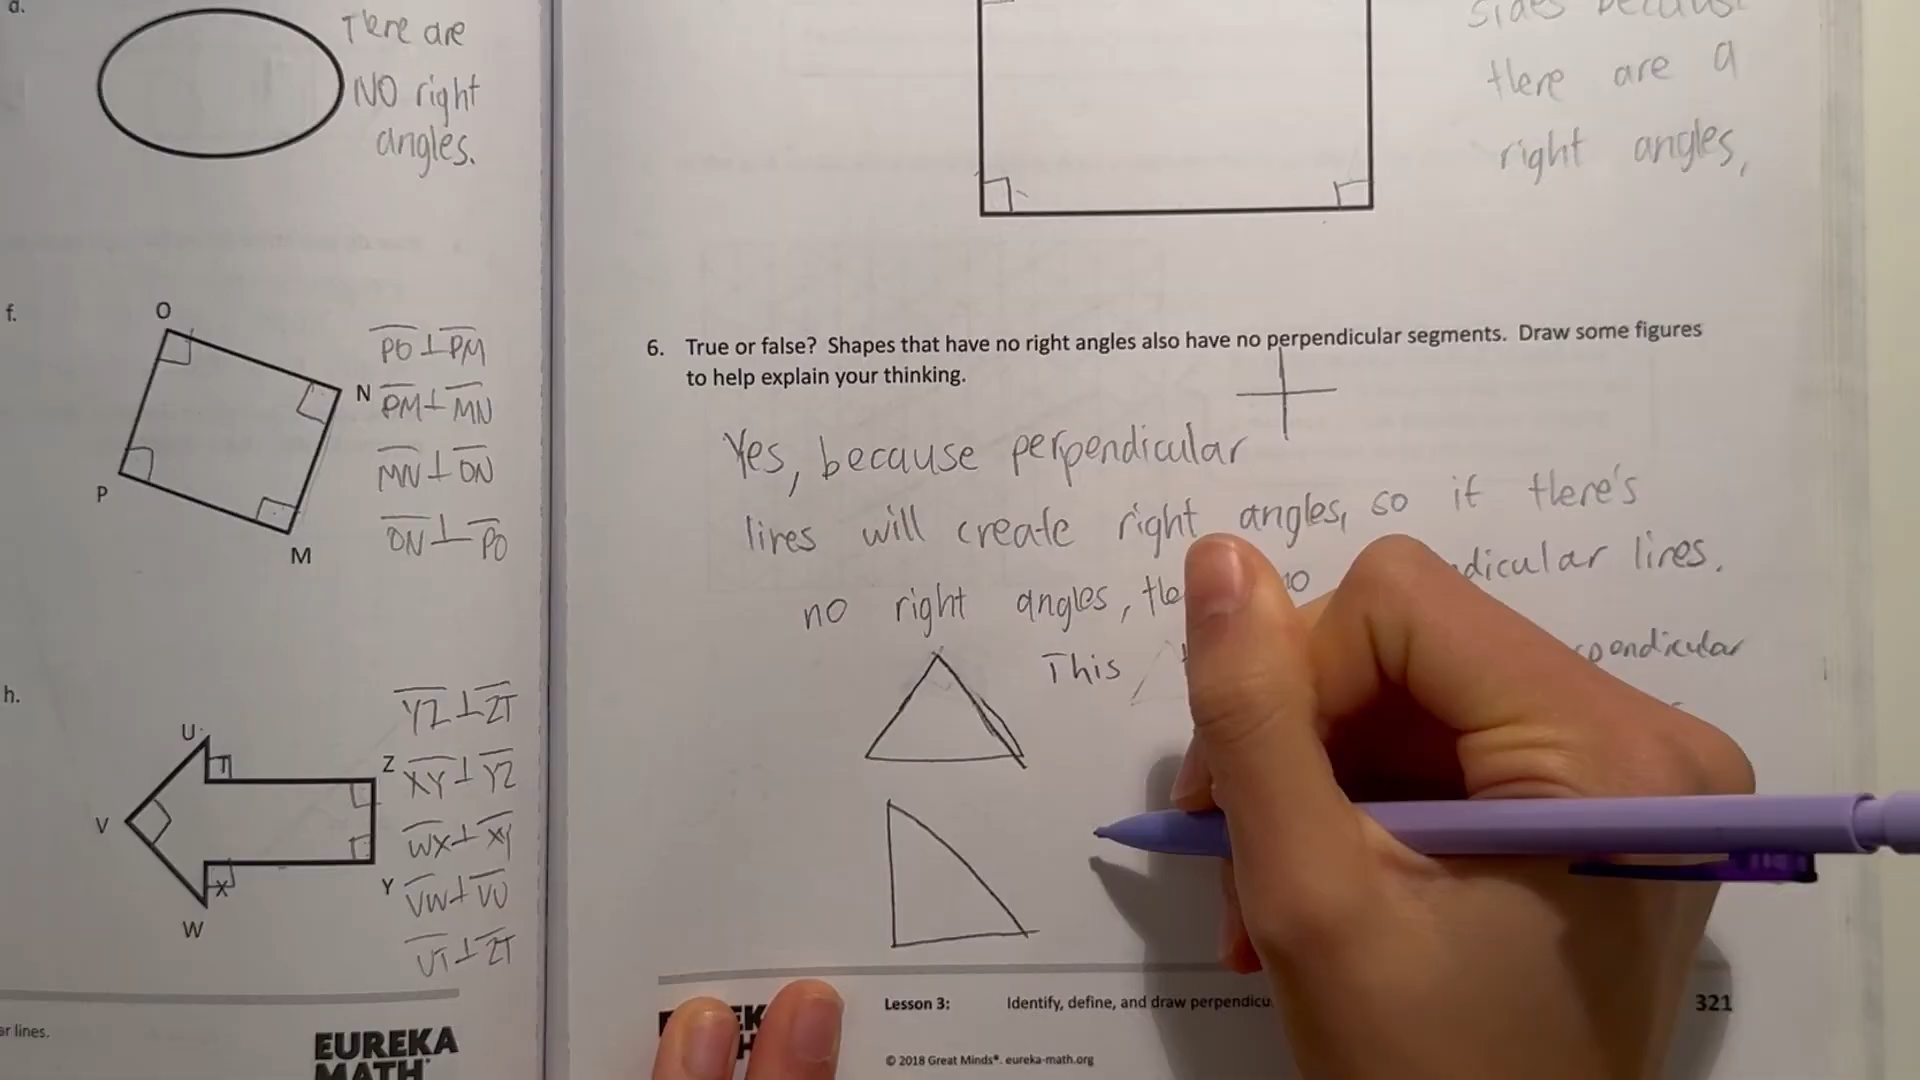 d.
There are
NO right
angles.
f.
O
N
P
M
PO ⊥ PM
PM ⊥ MN
MN ⊥ ON
ON ⊥ PO
h.
U
T
Z
V
X
Y
W
YZ ⊥ ZT
XY ⊥ YZ
WX ⊥ XY
VW ⊥ VU
UT ⊥ ZT
ar lines.
EUREKA
MATH
sides because
there are 4
right angles,
6. True or false? Shapes that have no right angles also have no perpendicular segments. Draw some figures
to help explain your thinking.
Yes, because perpendicular
lines will create right angles, so if there's
no right angles, no lines.
This
Lesson 3: Identify, define, and draw
321
© 2018 Great Minds®. eureka-math.org